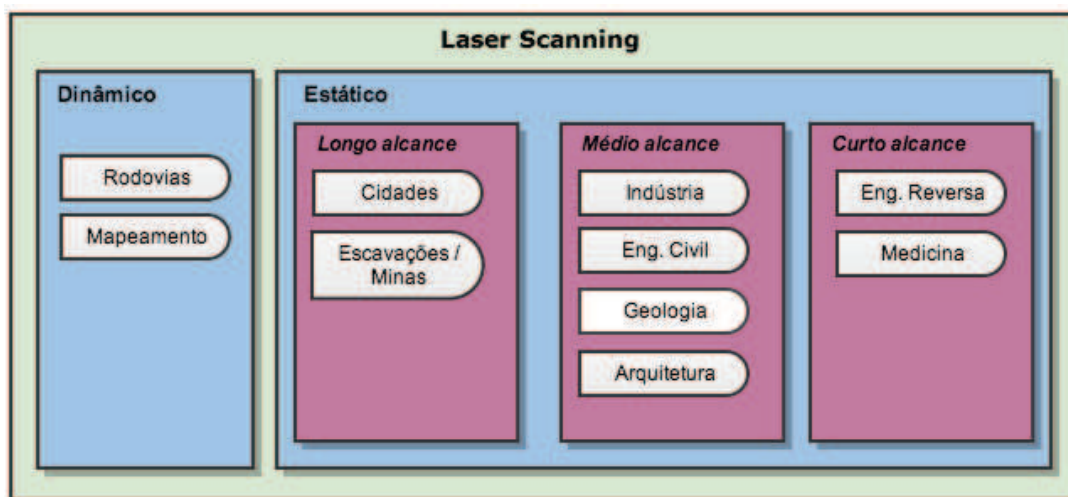 Laser Scanning
Dinâmico
Rodovias
Mapeamento
Estático
Longo alcance
Cidades
Escavações /
Minas
Médio alcance
Indústria
Eng. Civil
Geologia
Arquitetura
Curto alcance
Eng. Reversa
Medicina